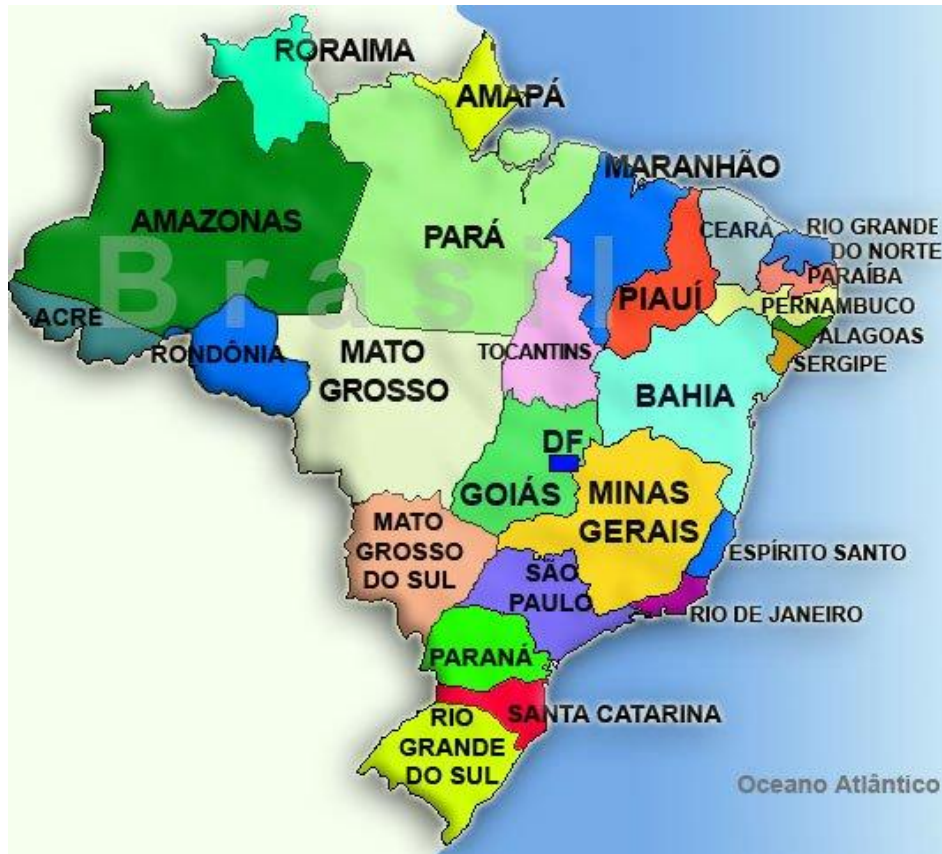 RORAIMA
AMAPÁ
MARANHÃO
AMAZONAS
PARÁ
CEARÁ
RIO GRANDE
DO NORTE
PARAÍBA
Brasil
PIAUÍ
PERNAMBUCO
ACRE
RONDÔNIA
MATO
GROSSO
TOCANTINS
ALAGOAS
SERGIPE
BAHIA
DF
GOIÁS
MINAS
GERAIS
MATO
GROSSO
DO SUL
ESPÍRITO SANTO
SÃO
PAULO
RIO DE JANEIRO
PARANÁ
SANTA CATARINA
RIO
GRANDE
DO SUL
Oceano Atlântico